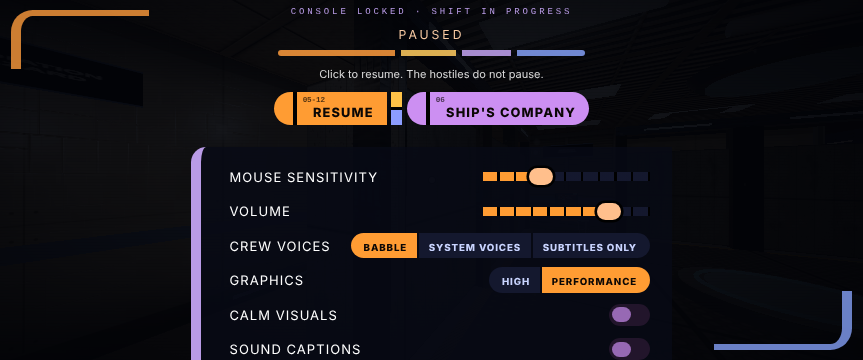 CONSOLE LOCKED · SHIFT IN PROGRESS
PAUSED
Click to resume. The hostiles do not pause.
05-12
RESUME
06
SHIP'S COMPANY
MOUSE SENSITIVITY
VOLUME
CREW VOICES BABBLE SYSTEM VOICES SUBTITLES ONLY
GRAPHICS HIGH PERFORMANCE
CALM VISUALS
SOUND CAPTIONS